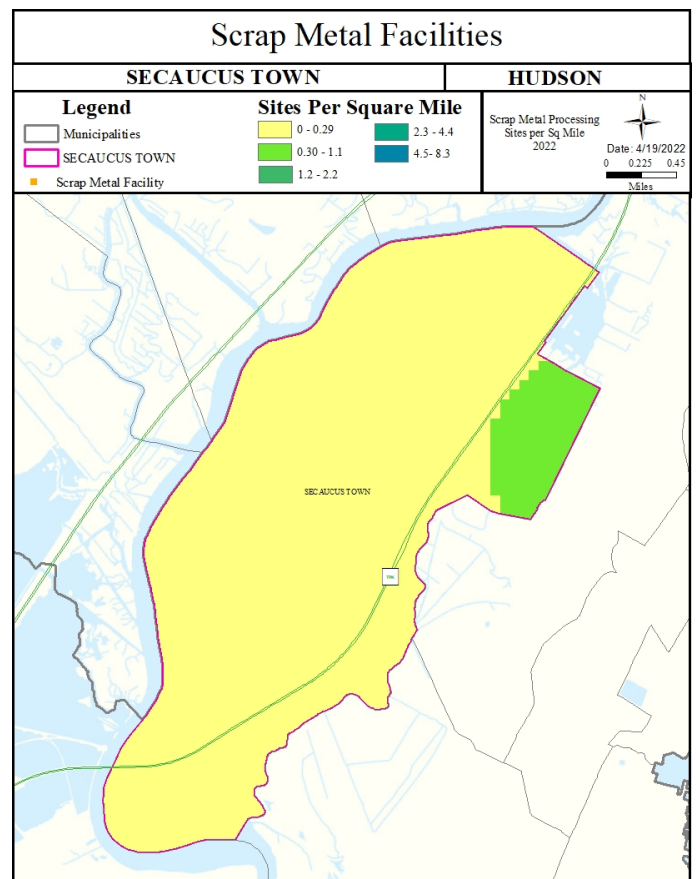 Scrap Metal Facilities
SECAUCUS TOWN
HUDSON
Legend
Municipalities
SECAUCUS TOWN
Scrap Metal Facility
Sites Per Square Mile
0 - 0.29
0.30 - 1.1
1.2 - 2.2
2.3 - 4.4
4.5- 8.3
Scrap Metal Processing
Sites per Sq Mile
2022
N
Date: 4/19/2022
0 0.225 0.45
Miles
SECAUCUS TOWN